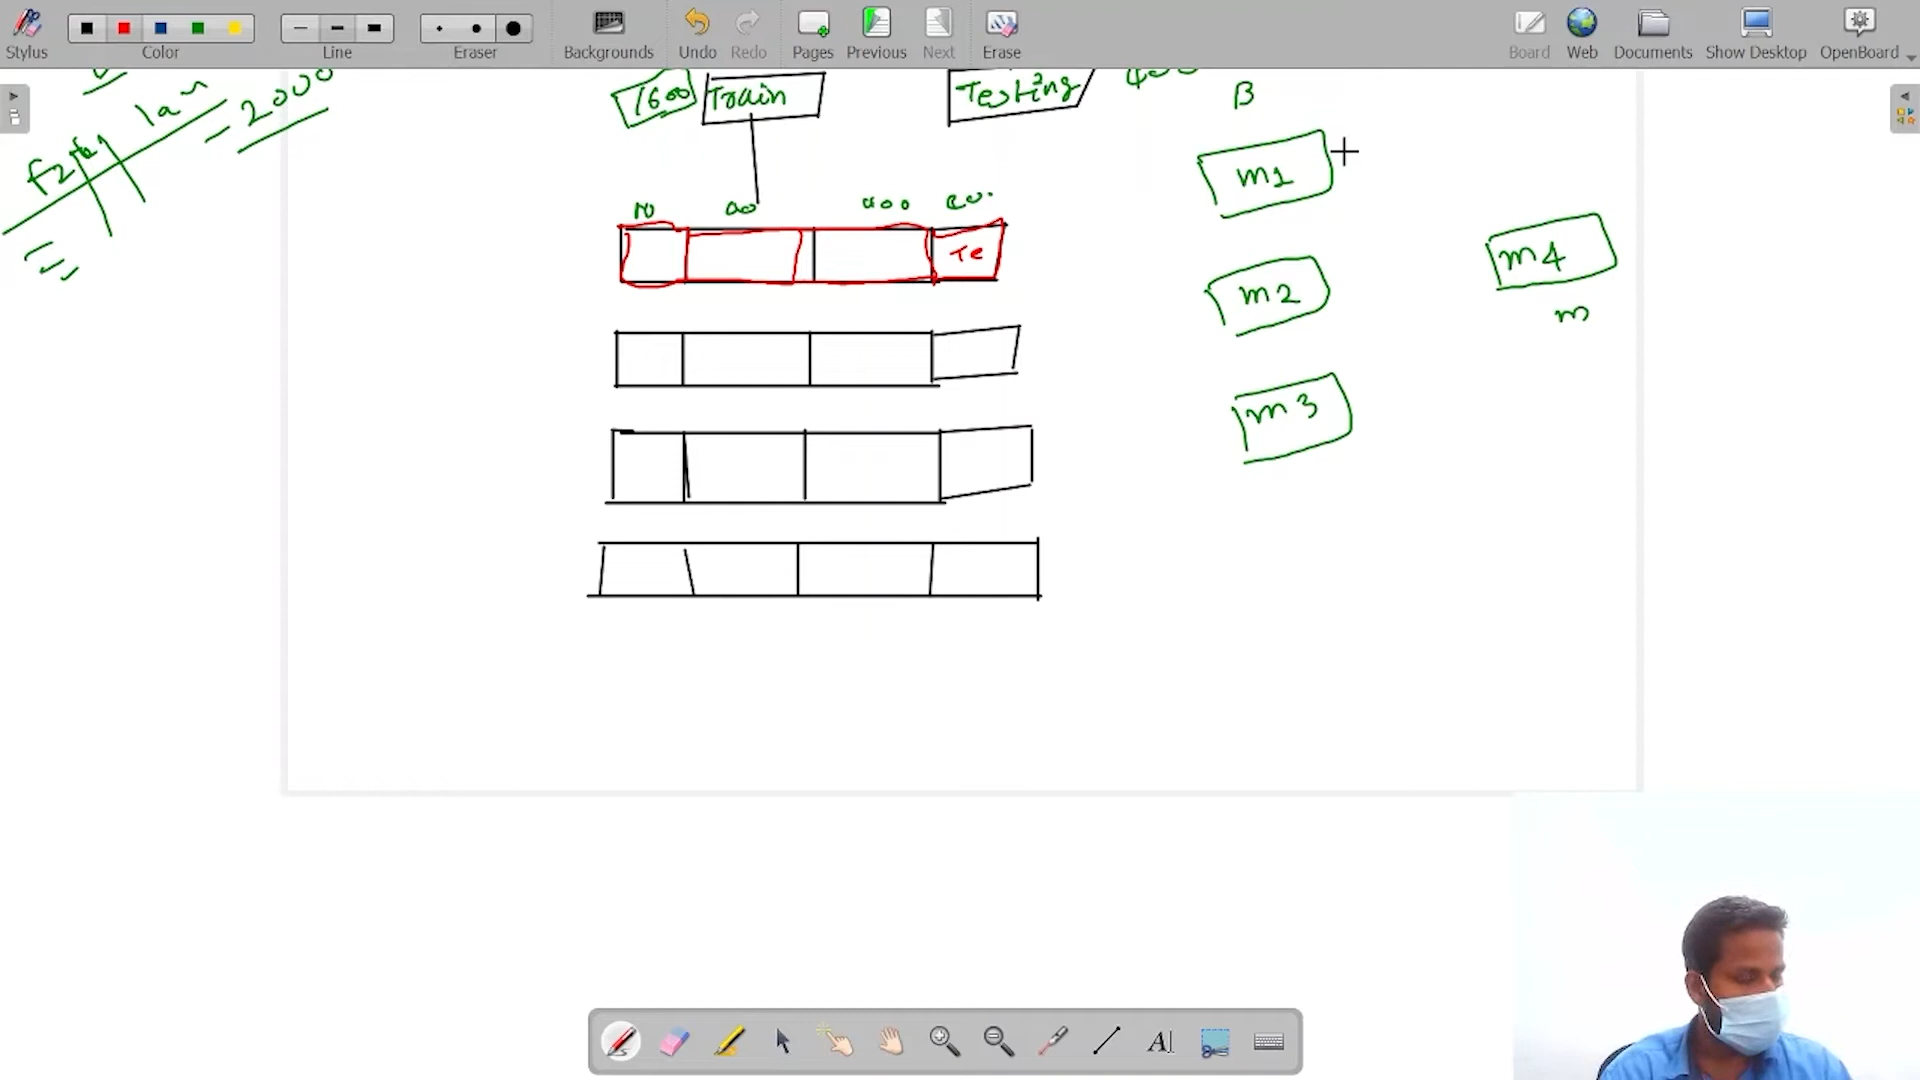 Stylus
Color
Line
Eraser
Backgrounds
Undo
Redo
Pages
Previous
Next
Erase
Board
Web
Documents
Show Desktop
OpenBoard
1600
Train
Testing
B
= 2000
m1
400
Te
m2
m4
m
m3